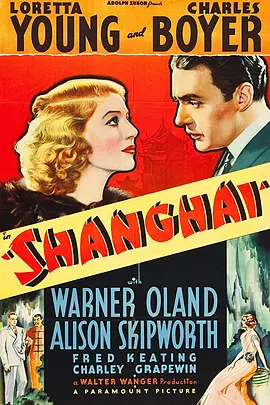 ADOLPH ZUKOR Presents
LORETTA CHARLES
YOUNG and BOYER
in
"SHANGHAI"
with
WARNER OLAND
ALISON SKIPWORTH
FRED KEATING
CHARLEY GRAPEWIN
a WALTER WANGER Production
A PARAMOUNT PICTURE